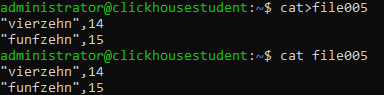 administrator@clickhousestudent:~$ cat>file005
"vierzehn",14
"funfzehn",15
administrator@clickhousestudent:~$ cat file005
"vierzehn",14
"funfzehn",15